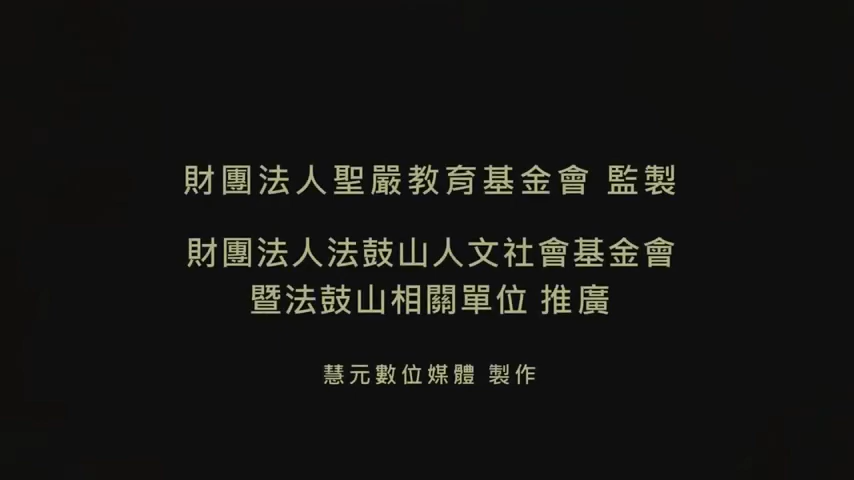 財團法人聖嚴教育基金會 監製
財團法人法鼓山人文社會基金會
暨法鼓山相關單位 推廣
慧元數位媒體 製作